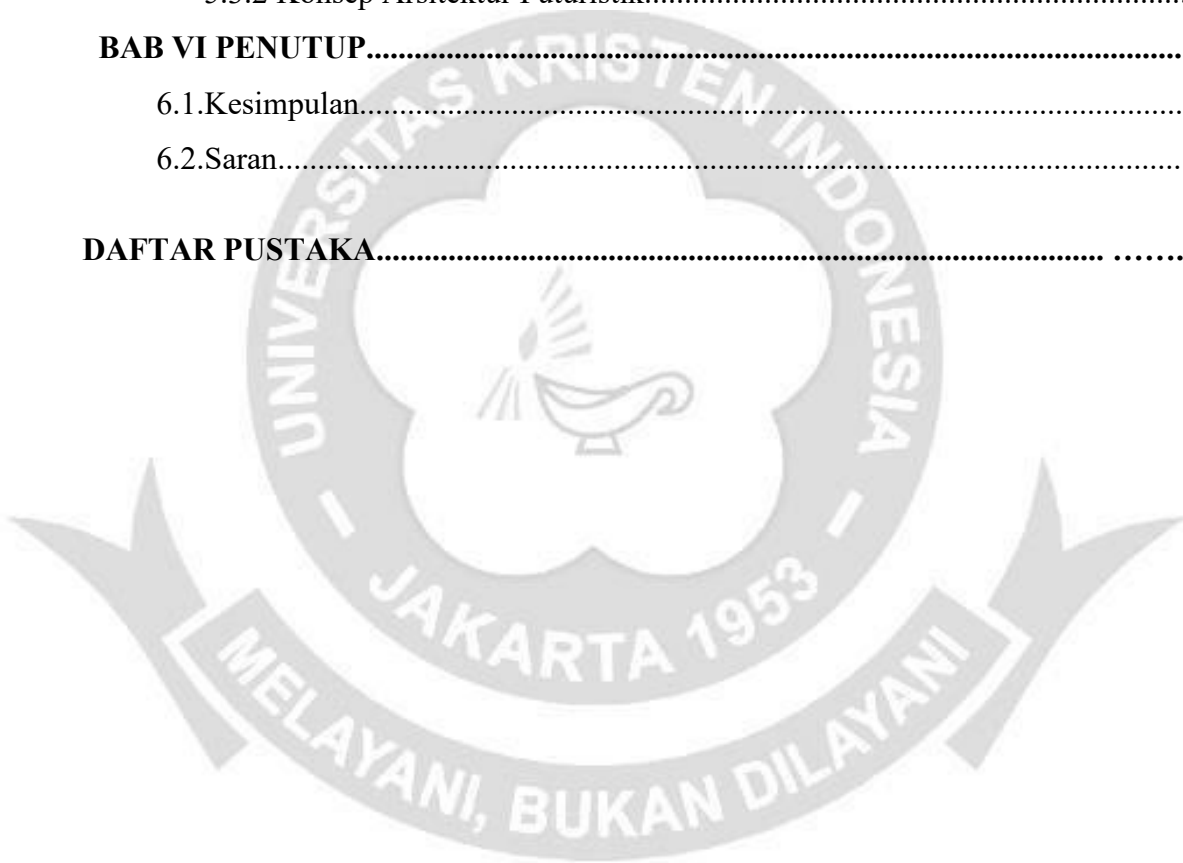 BAB VI PENUTUP..........................................................................................................
6.1.Kesimpulan.........................................................................................................
6.2.Saran...................................................................................................................
DAFTAR PUSTAKA......................................................................................... …….
UNIVERSITAS KRISTEN INDONESIA
- JAKARTA 1953 -
MELAYANI, BUKAN DILAYANI